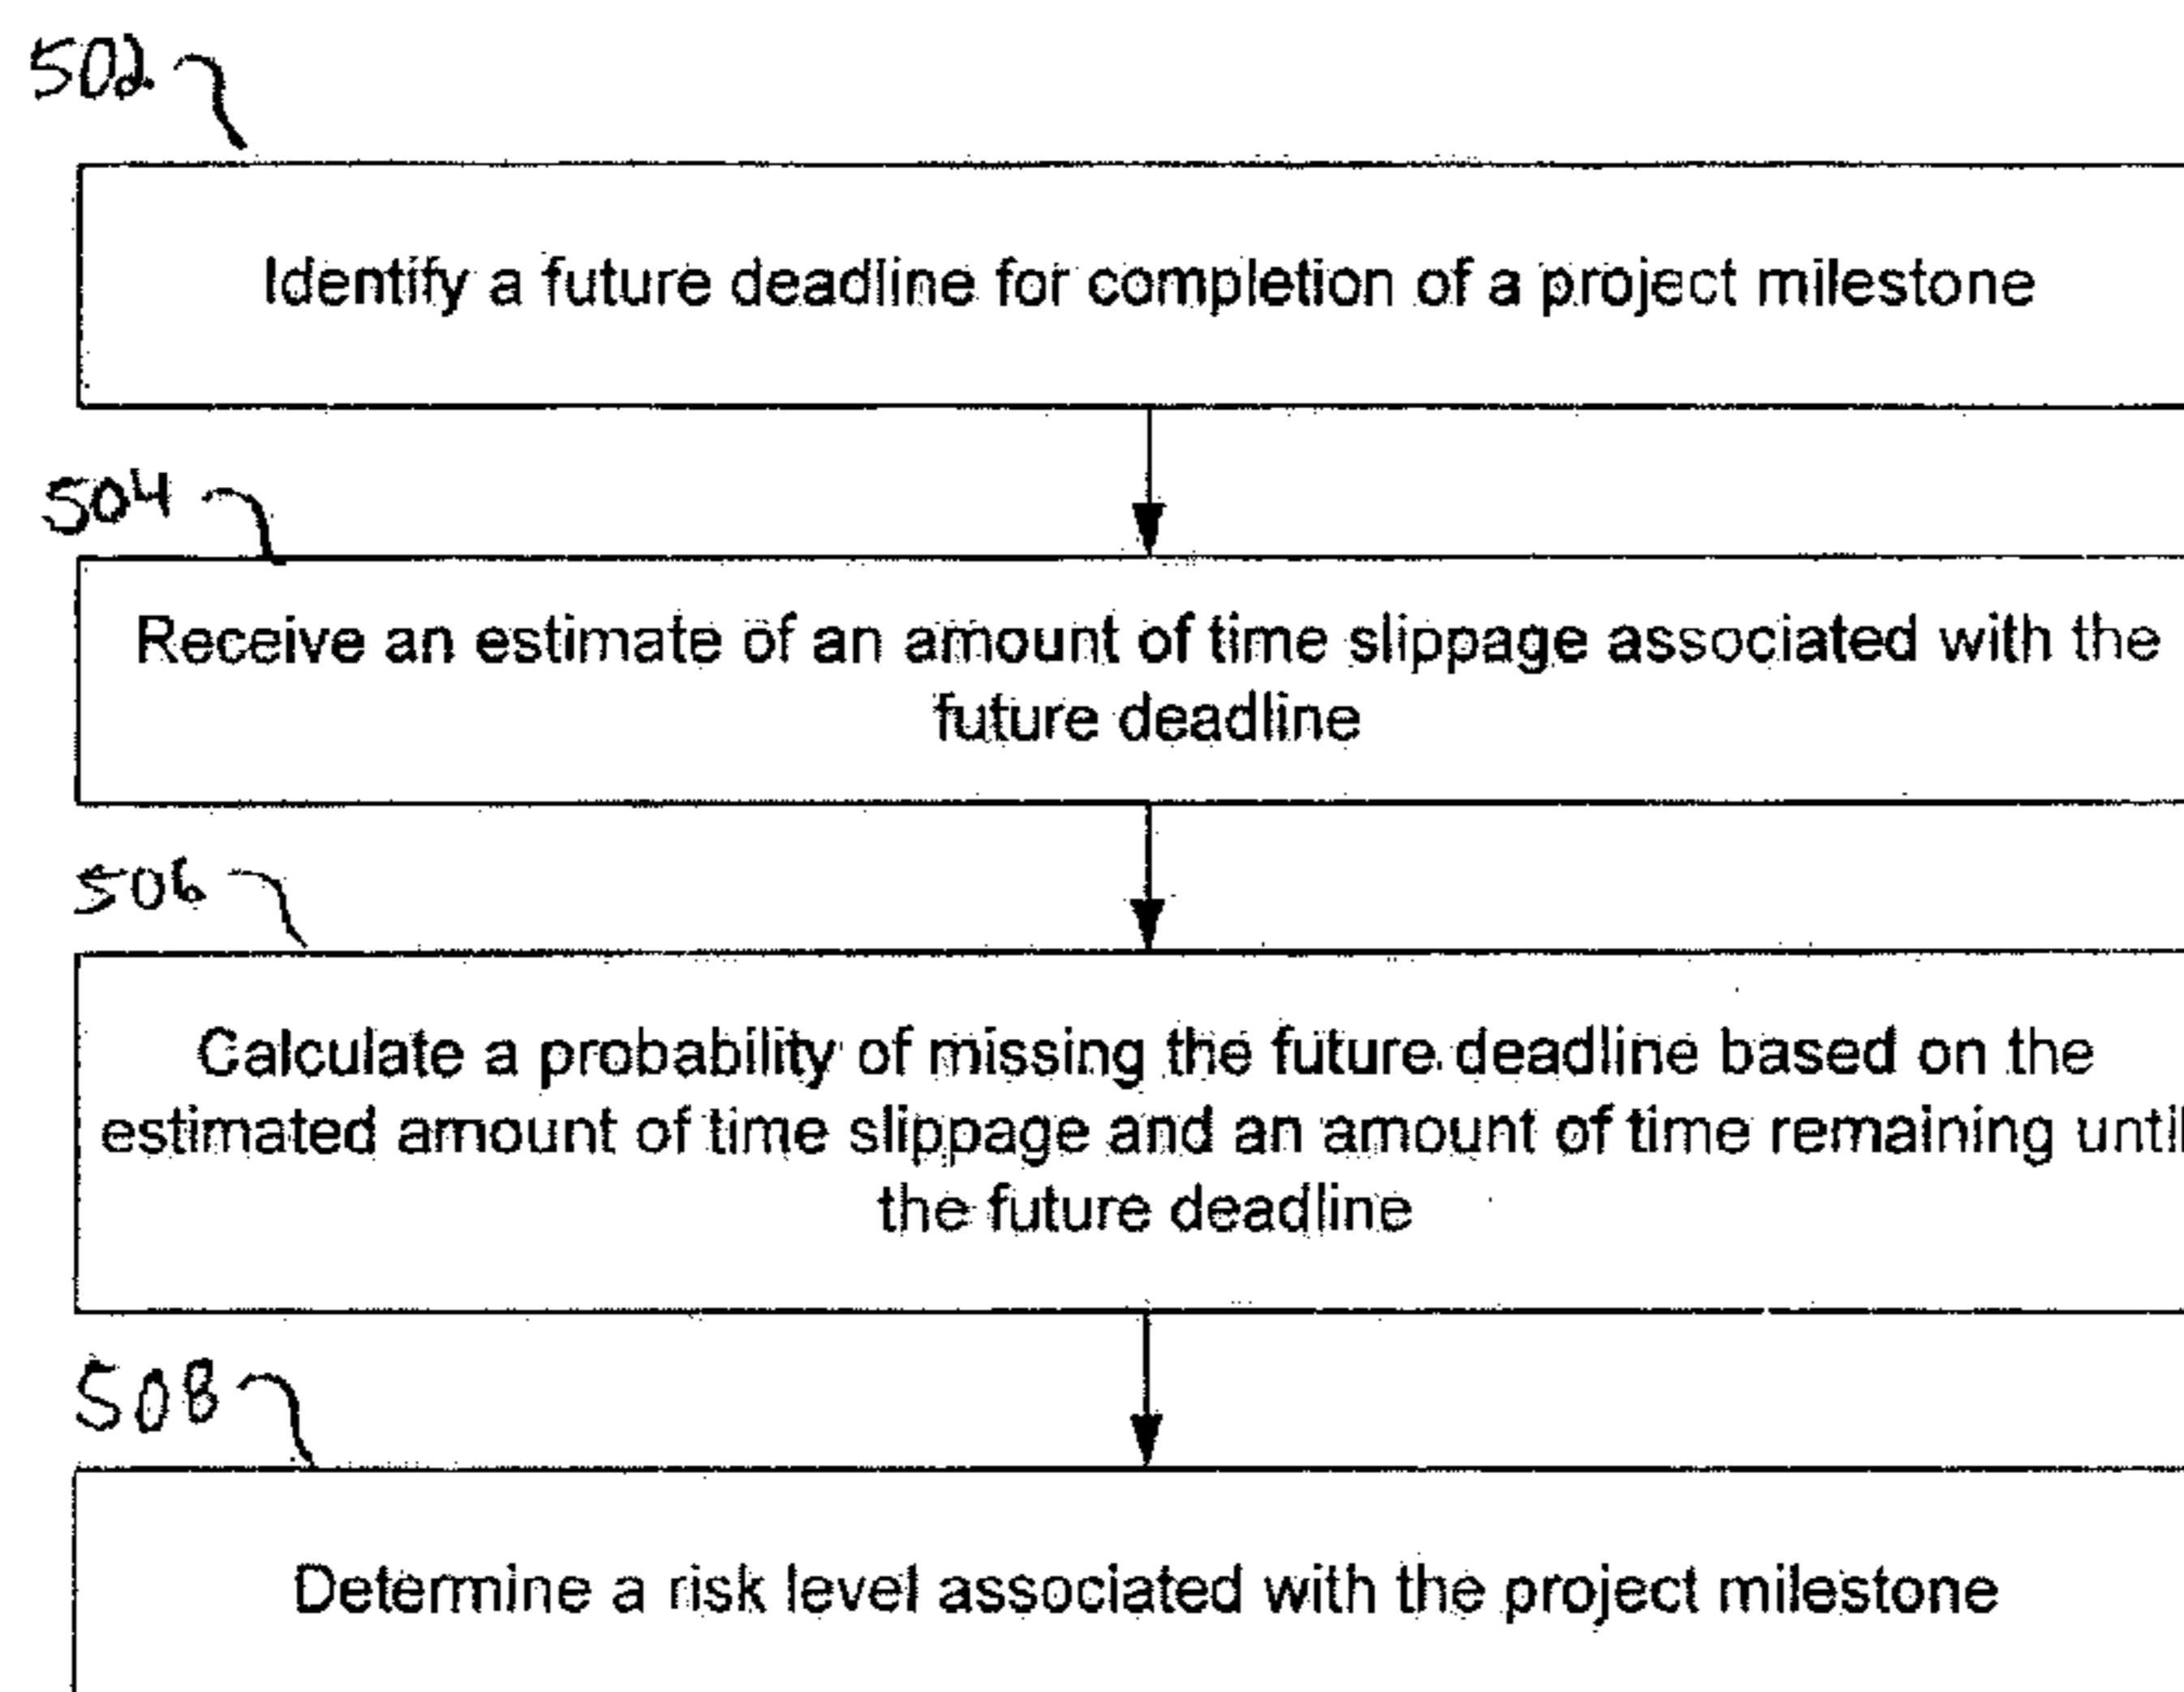 502
Identify a future deadline for completion of a project milestone
504
Receive an estimate of an amount of time slippage associated with the
future deadline
506
Calculate a probability of missing the future deadline based on the
estimated amount of time slippage and an amount of time remaining until
the future deadline
508
Determine a risk level associated with the project milestone